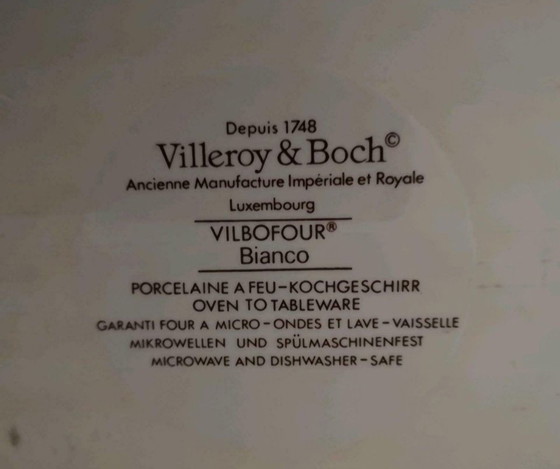 Depuis 1748
Villeroy & Boch©
Ancienne Manufacture Impériale et Royale
Luxembourg
VILBOFOUR®
Bianco
PORCELAINE A FEU-KOCHGESCHIRR
OVEN TO TABLEWARE
GARANTI FOUR A MICRO-ONDES ET LAVE-VAISSELLE
MIKROWELLEN UND SPÜLMASCHINENFEST
MICROWAVE AND DISHWASHER-SAFE